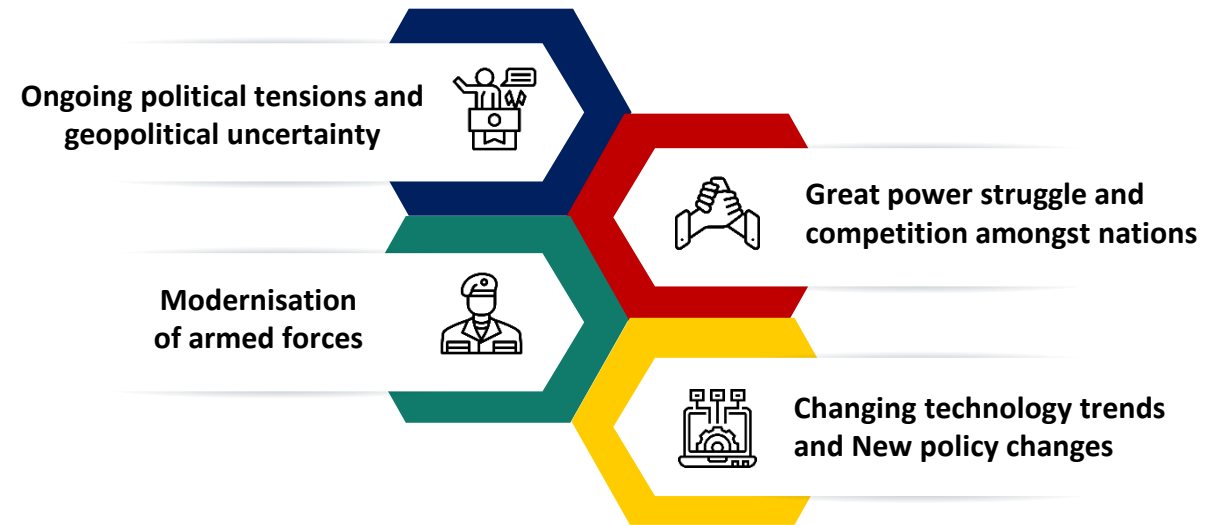 Ongoing political tensions and
geopolitical uncertainty
Great power struggle and
competition amongst nations
Modernisation
of armed forces
Changing technology trends
and New policy changes